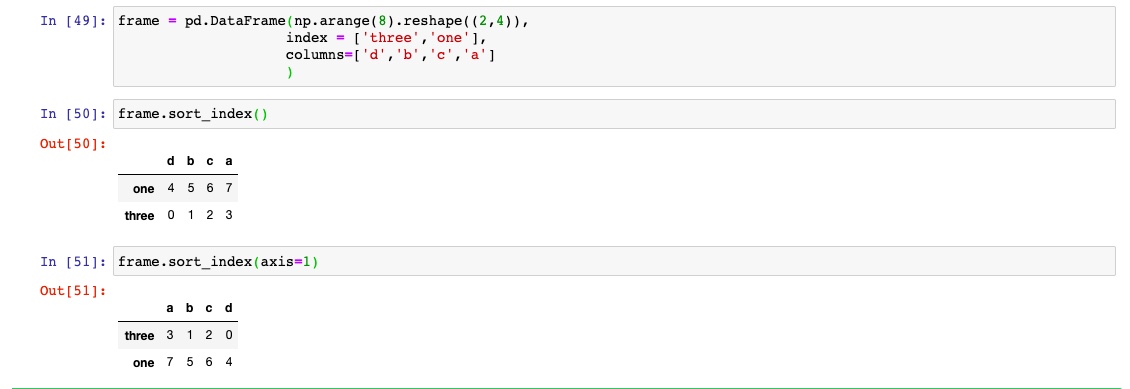 In [49]: frame = pd.DataFrame(np.arange(8).reshape((2,4)),
index = ['three','one'],
columns=['d','b','c','a']
)
In [50]: frame.sort_index()
Out[50]:
d b c a
one 4 5 6 7
three 0 1 2 3
In [51]: frame.sort_index(axis=1)
Out[51]:
a b c d
three 3 1 2 0
one 7 5 6 4